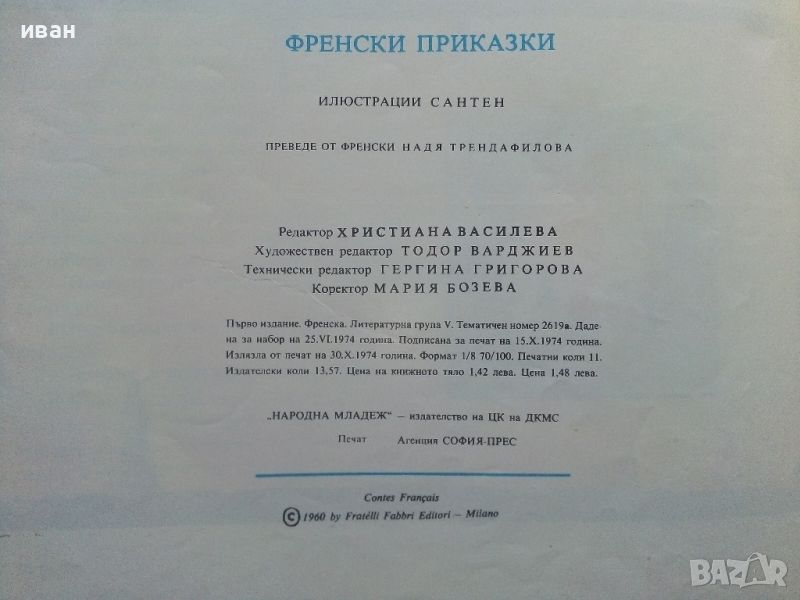 иван
ФРЕНСКИ ПРИКАЗКИ
ИЛЮСТРАЦИИ САНТЕН
ПРЕВЕДЕ ОТ ФРЕНСКИ НАДЯ ТРЕНДАФИЛОВА
Редактор ХРИСТИАНА ВАСИЛЕВА
Художествен редактор ТОДОР ВАРДЖИЕВ
Технически редактор ГЕРГИНА ГРИГОРОВА
Коректор МАРИЯ БОЗЕВА
Първо издание. Френска. Литературна група V. Тематичен номер 2619а. Даде-
на за набор на 25.VI.1974 година. Подписана за печат на 15.X.1974 година.
Излязла от печат на 30.X.1974 година. Формат 1/8 70/100. Печатни коли 11.
Издателски коли 13,57. Цена на книжното тяло 1,42 лева. Цена 1,48 лева.
„НАРОДНА МЛАДЕЖ“ – издателство на ЦК на ДКМС
Печат Агенция СОФИЯ-ПРЕС
Contes Français
© 1960 by Fratélli Fabbri Editori – Milano
BAZAR